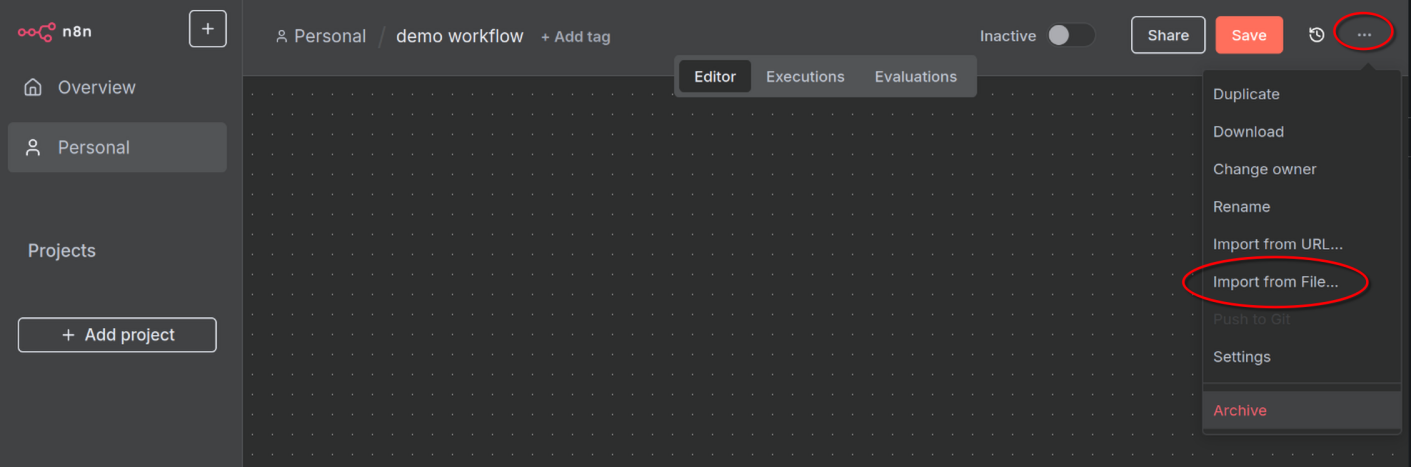 n8n
+
Overview
Personal
Projects
+ Add project
Personal / demo workflow + Add tag
Inactive
Share
Save
...
Editor Executions Evaluations
Duplicate
Download
Change owner
Rename
Import from URL...
Import from File...
Push to Git
Settings
Archive